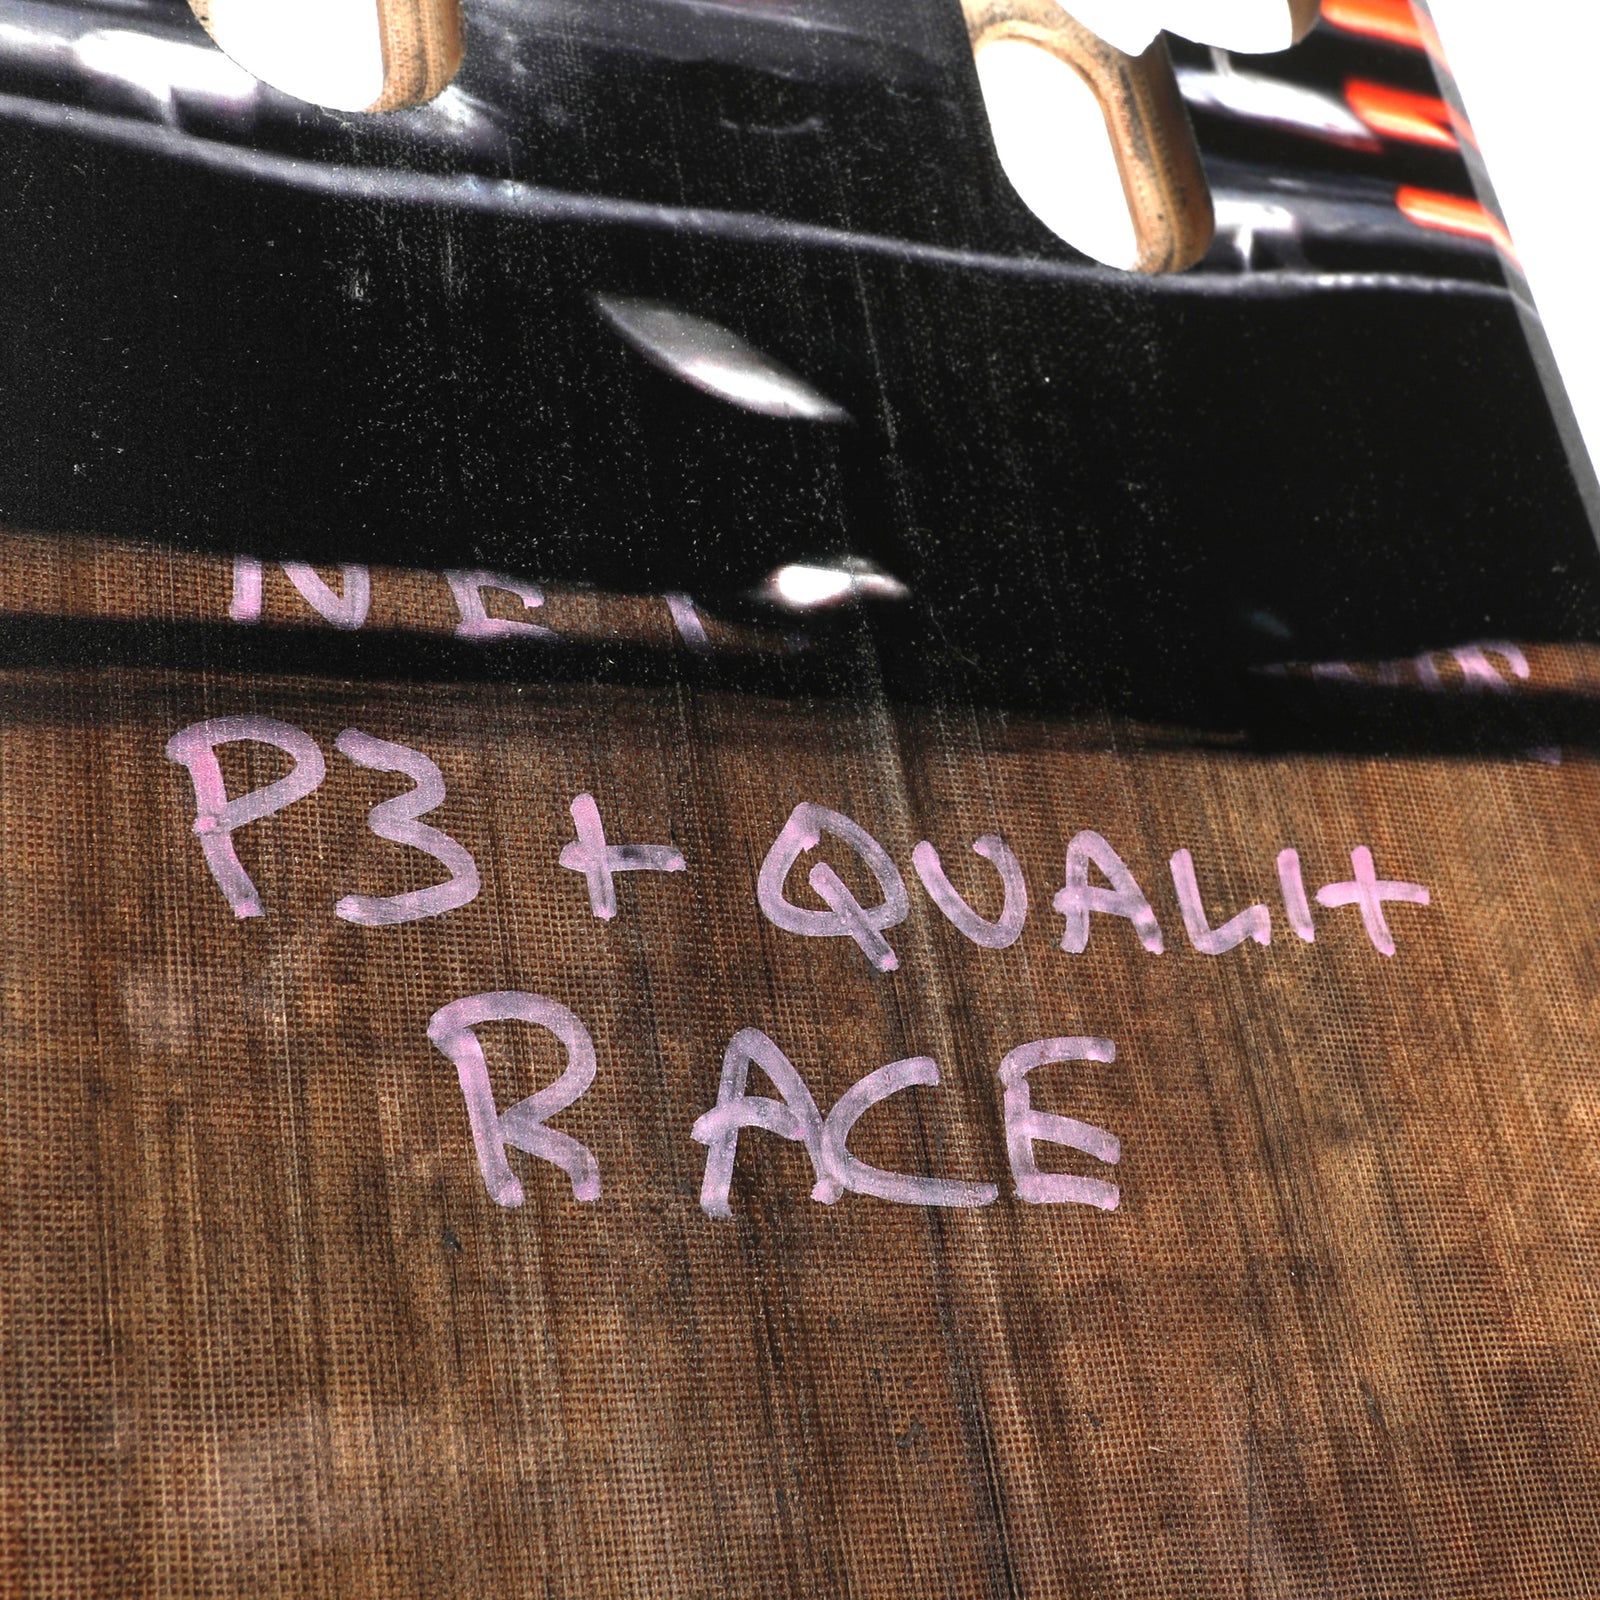 P3 + QUALI+
RACE